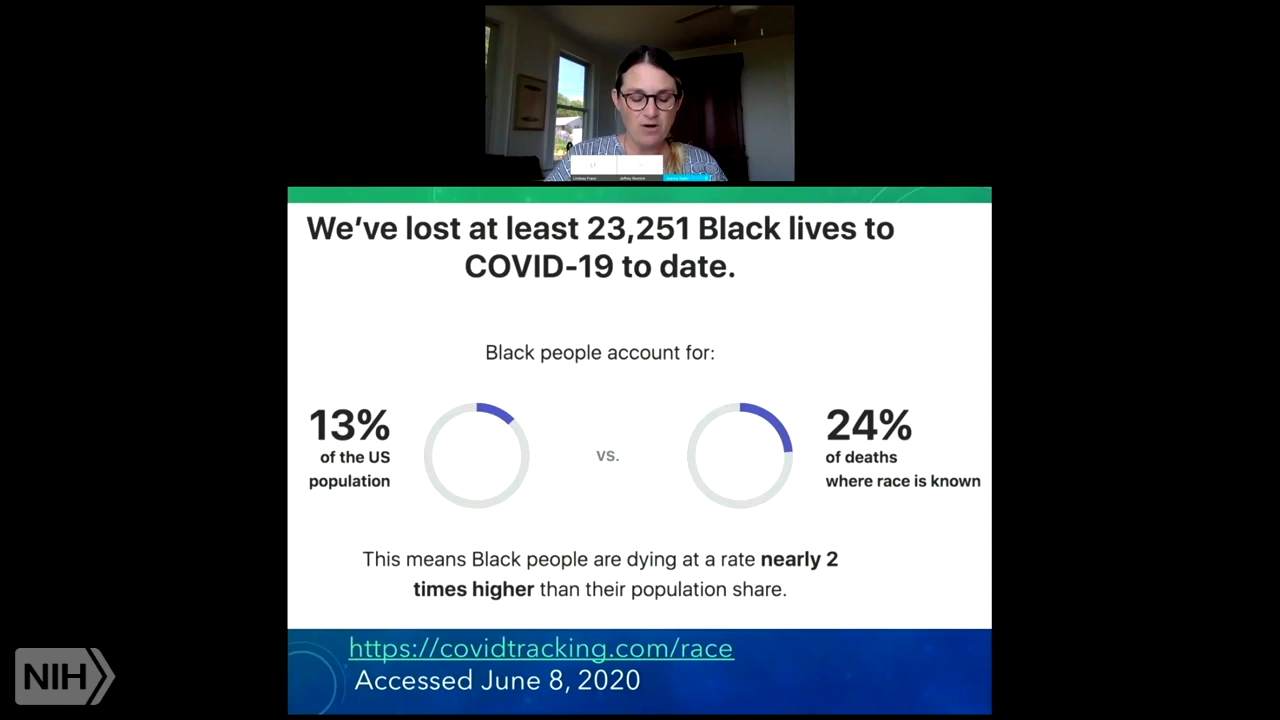 We've lost at least 23,251 Black lives to
COVID-19 to date.
Black people account for:
13%
of the US
population
vs.
24%
of deaths
where race is known
This means Black people are dying at a rate nearly 2
times higher than their population share.
https://covidtracking.com/race
Accessed June 8, 2020
NIH